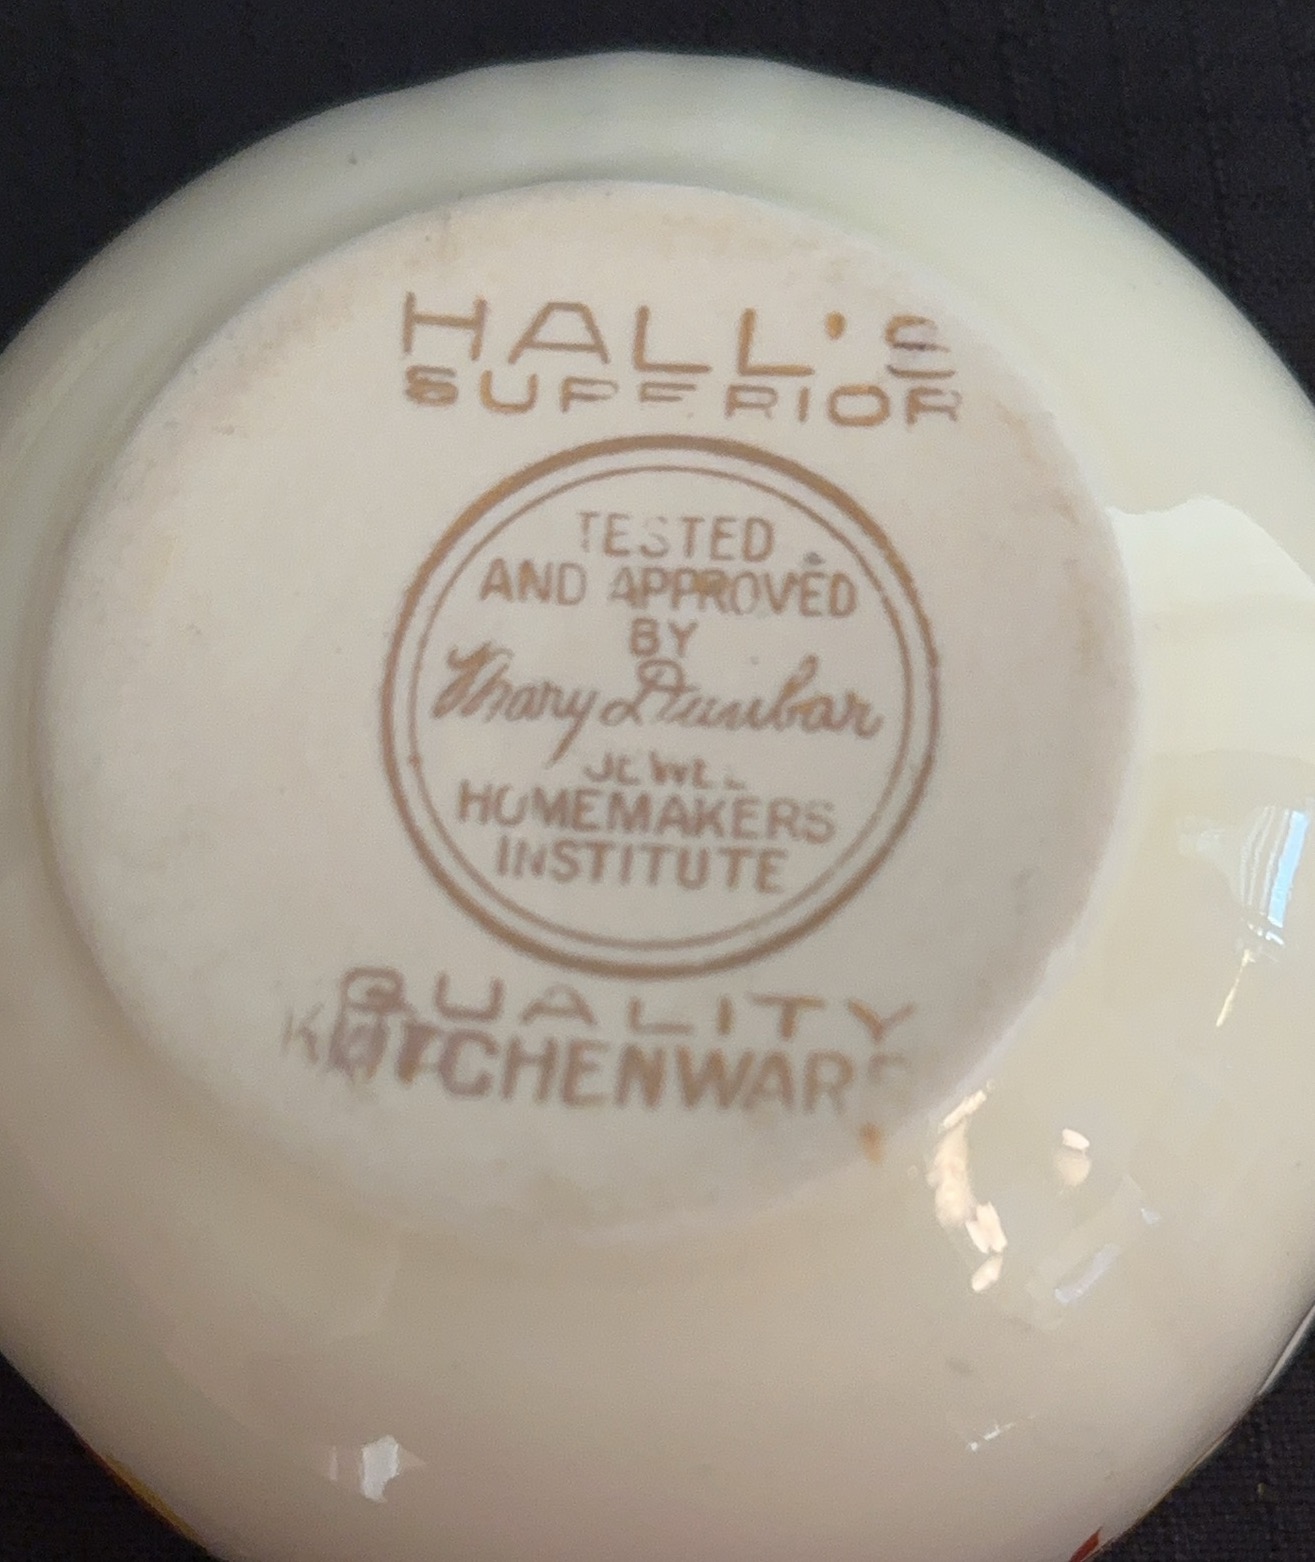 HALL'S
SUPERIOR
TESTED
AND APPROVED
BY
Mary Dunbar
JEWEL
HOMEMAKERS
INSTITUTE
QUALITY
KITCHENWARE